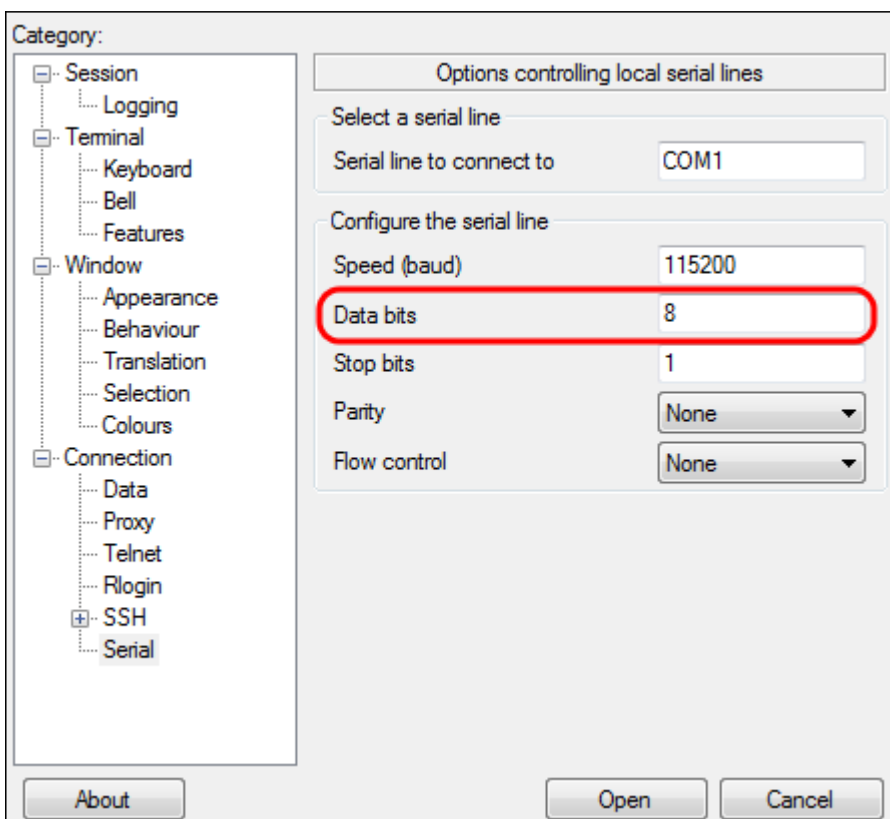 Category:
Session
Logging
Terminal
Keyboard
Bell
Features
Window
Appearance
Behaviour
Translation
Selection
Colours
Connection
Data
Proxy
Telnet
Rlogin
SSH
Serial
Options controlling local serial lines
Select a serial line
Serial line to connect to COM1
Configure the serial line
Speed (baud) 115200
Data bits 8
Stop bits 1
Parity None
Flow control None
About Open Cancel